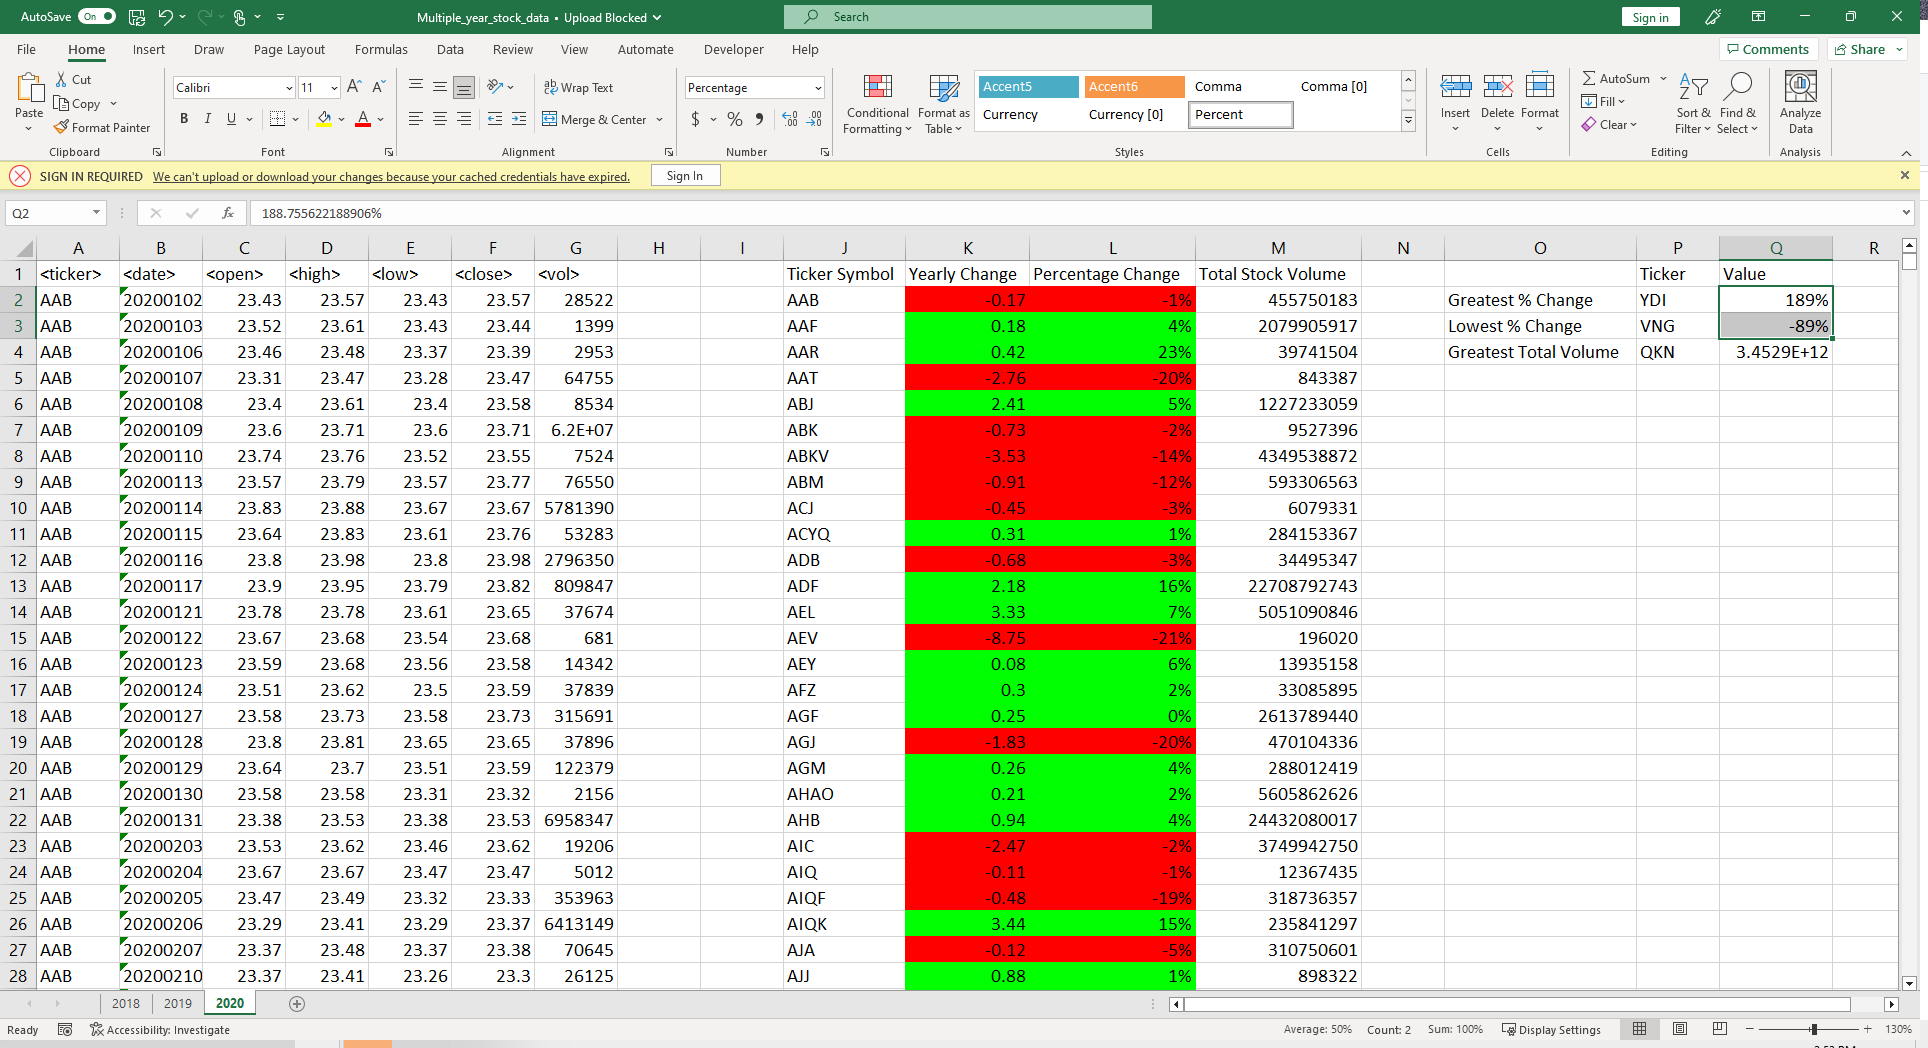 AutoSave On Multiple_year_stock_data • Upload Blocked Search Sign in
File Home Insert Draw Page Layout Formulas Data Review View Automate Developer Help Comments Share
Paste Cut Copy Format Painter Clipboard
Calibri 11 A A B I U A Font
ab Wrap Text Merge & Center Alignment
Percentage $ % 9 Number
Conditional Formatting Format as Table Accent5 Accent6 Comma Comma [0]
Currency Currency [0] Percent Styles
Insert Delete Format Cells
AutoSum Fill Clear Sort & Filter Find & Select Editing
Analyze Data Analysis
SIGN IN REQUIRED We can't upload or download your changes because your cached credentials have expired. Sign In
Q2 fx 188.755622188906%
A B C D E F G H I J K L M N O P Q R
1 <ticker> <date> <open> <high> <low> <close> <vol> Ticker Symbol Yearly Change Percentage Change Total Stock Volume Ticker Value
2 AAB 20200102 23.43 23.57 23.43 23.57 28522 AAB -0.17 -1% 455750183 Greatest % Change YDI 189%
3 AAB 20200103 23.52 23.61 23.43 23.44 1399 AAF 0.18 4% 2079905917 Lowest % Change VNG -89%
4 AAB 20200106 23.46 23.48 23.37 23.39 2953 AAR 0.42 23% 39741504 Greatest Total Volume QKN 3.4529E+12
5 AAB 20200107 23.31 23.47 23.28 23.47 64755 AAT -2.76 -20% 843387
6 AAB 20200108 23.4 23.61 23.4 23.58 8534 ABJ 2.41 5% 1227233059
7 AAB 20200109 23.6 23.71 23.6 23.71 6.2E+07 ABK -0.73 -2% 9527396
8 AAB 20200110 23.74 23.76 23.52 23.55 7524 ABKV -3.53 -14% 4349538872
9 AAB 20200113 23.57 23.79 23.57 23.77 76550 ABM -0.91 -12% 593306563
10 AAB 20200114 23.83 23.88 23.67 23.67 5781390 ACJ -0.45 -3% 6079331
11 AAB 20200115 23.64 23.83 23.61 23.76 53283 ACYQ 0.31 1% 284153367
12 AAB 20200116 23.8 23.98 23.8 23.98 2796350 ADB -0.68 -3% 34495347
13 AAB 20200117 23.9 23.95 23.79 23.82 809847 ADF 2.18 16% 22708792743
14 AAB 20200121 23.78 23.78 23.61 23.65 37674 AEL 3.33 7% 5051090846
15 AAB 20200122 23.67 23.68 23.54 23.68 681 AEV -8.75 -21% 196020
16 AAB 20200123 23.59 23.68 23.56 23.58 14342 AEY 0.08 6% 13935158
17 AAB 20200124 23.51 23.62 23.5 23.59 37839 AFZ 0.3 2% 33085895
18 AAB 20200127 23.58 23.73 23.58 23.73 315691 AGF 0.25 0% 2613789440
19 AAB 20200128 23.8 23.81 23.65 23.65 37896 AGJ -1.83 -20% 470104336
20 AAB 20200129 23.64 23.7 23.51 23.59 122379 AGM 0.26 4% 288012419
21 AAB 20200130 23.58 23.58 23.31 23.32 2156 AHAO 0.21 2% 5605862626
22 AAB 20200131 23.38 23.53 23.38 23.53 6958347 AHB 0.94 4% 24432080017
23 AAB 20200203 23.53 23.62 23.46 23.62 19206 AIC -2.47 -2% 3749942750
24 AAB 20200204 23.67 23.67 23.47 23.47 5012 AIQ -0.11 -1% 12367435
25 AAB 20200205 23.47 23.49 23.32 23.33 353963 AIQF -0.48 -19% 318736357
26 AAB 20200206 23.29 23.41 23.29 23.37 6413149 AIQK 3.44 15% 235841297
27 AAB 20200207 23.37 23.48 23.37 23.38 70645 AJA -0.12 -5% 310750601
28 AAB 20200210 23.37 23.41 23.26 23.3 26125 AJJ 0.88 1% 898322
2018 2019 2020
Ready Accessibility: Investigate Average: 50% Count: 2 Sum: 100% Display Settings 130%